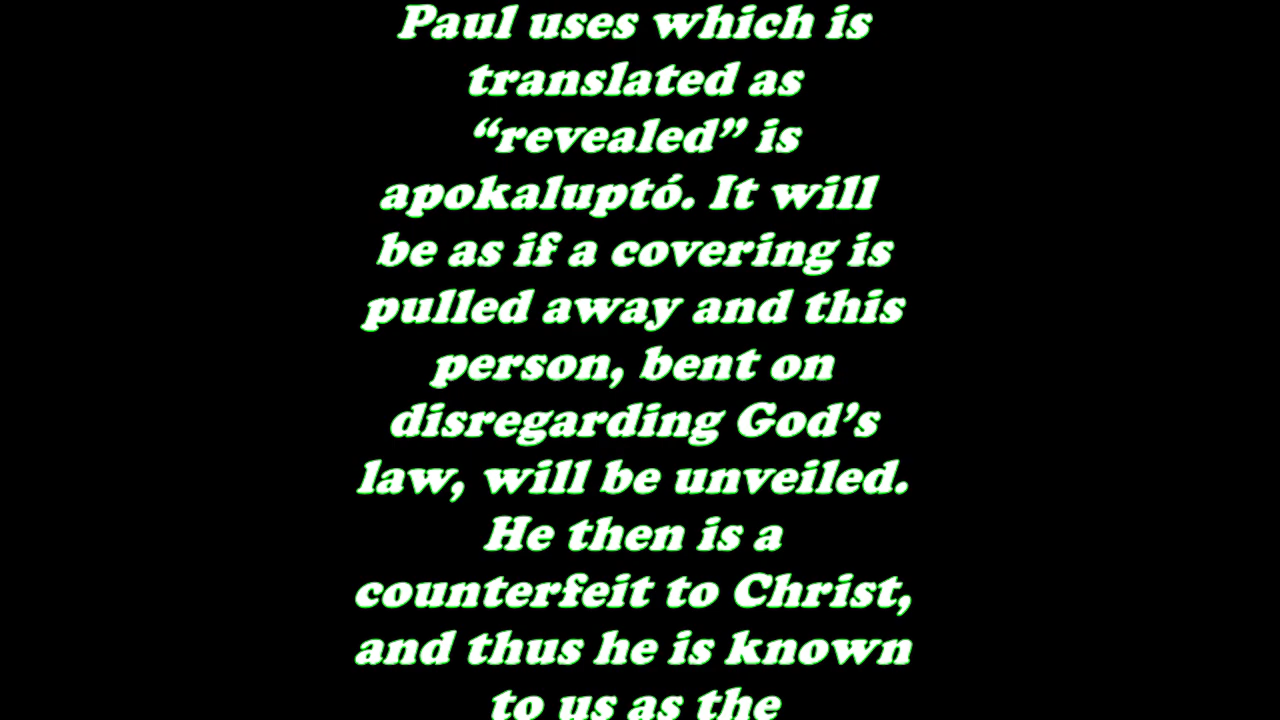 Paul uses which is
translated as
“revealed” is
apokaluptó. It will
be as if a covering is
pulled away and this
person, bent on
disregarding God’s
law, will be unveiled.
He then is a
counterfeit to Christ,
and thus he is known
to us as the